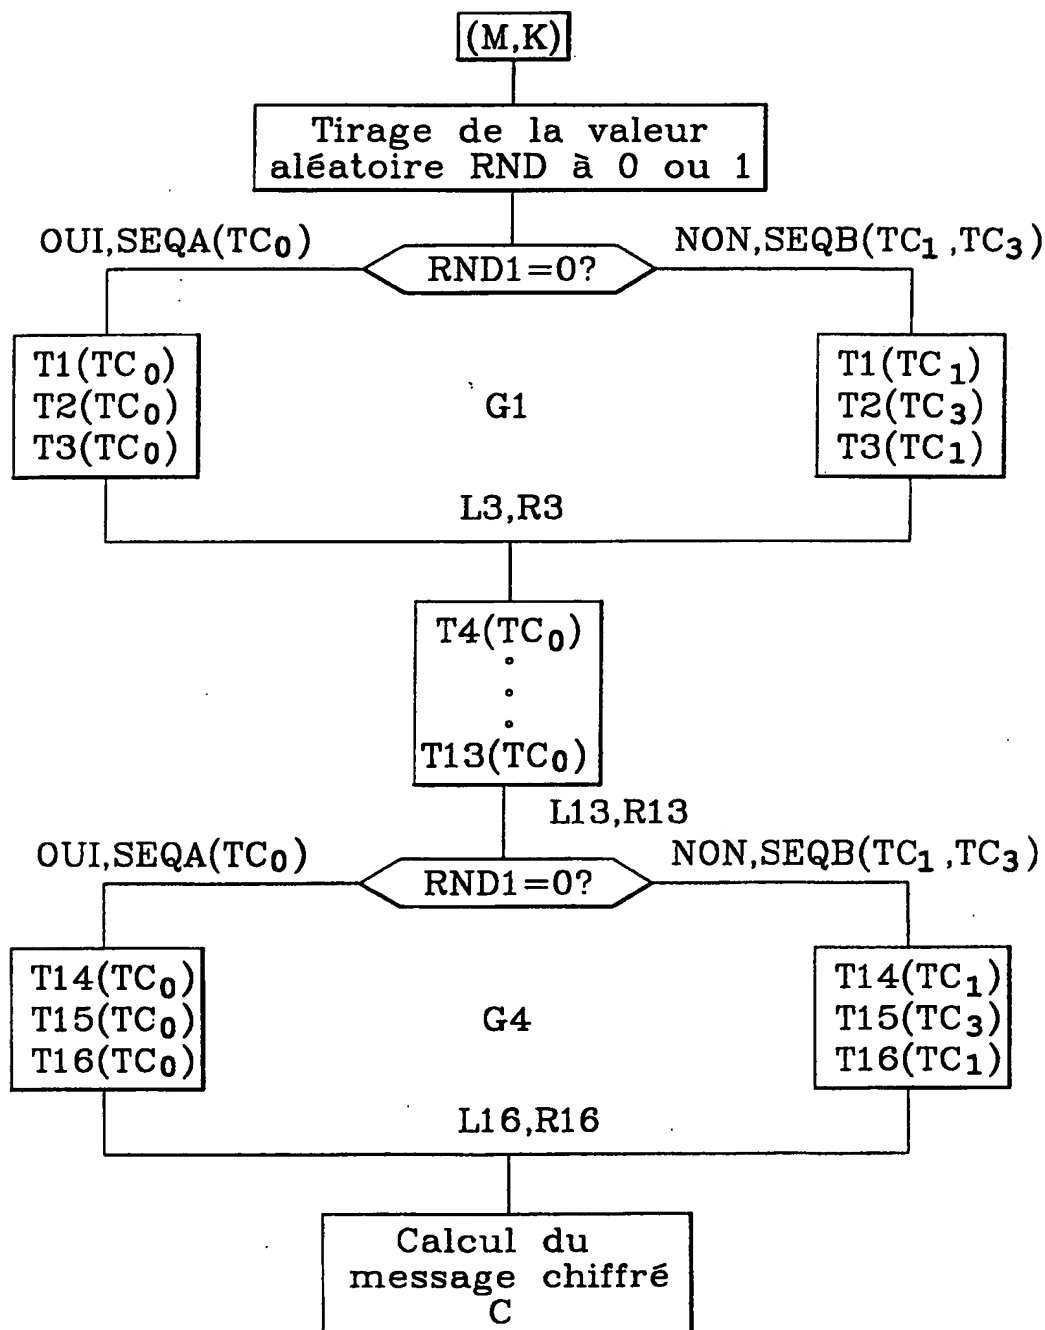 (M,K)
Tirage de la valeur
aléatoire RND à 0 ou 1
OUI,SEQA(TC0)
RND1=0?
NON,SEQB(TC1,TC3)
T1(TC0)
T2(TC0)
T3(TC0)
G1
T1(TC1)
T2(TC3)
T3(TC1)
L3,R3
T4(TC0)
T13(TC0)
L13,R13
OUI,SEQA(TC0)
RND1=0?
NON,SEQB(TC1,TC3)
T14(TC0)
T15(TC0)
T16(TC0)
G4
T14(TC1)
T15(TC3)
T16(TC1)
L16,R16
Calcul du
message chiffré
C